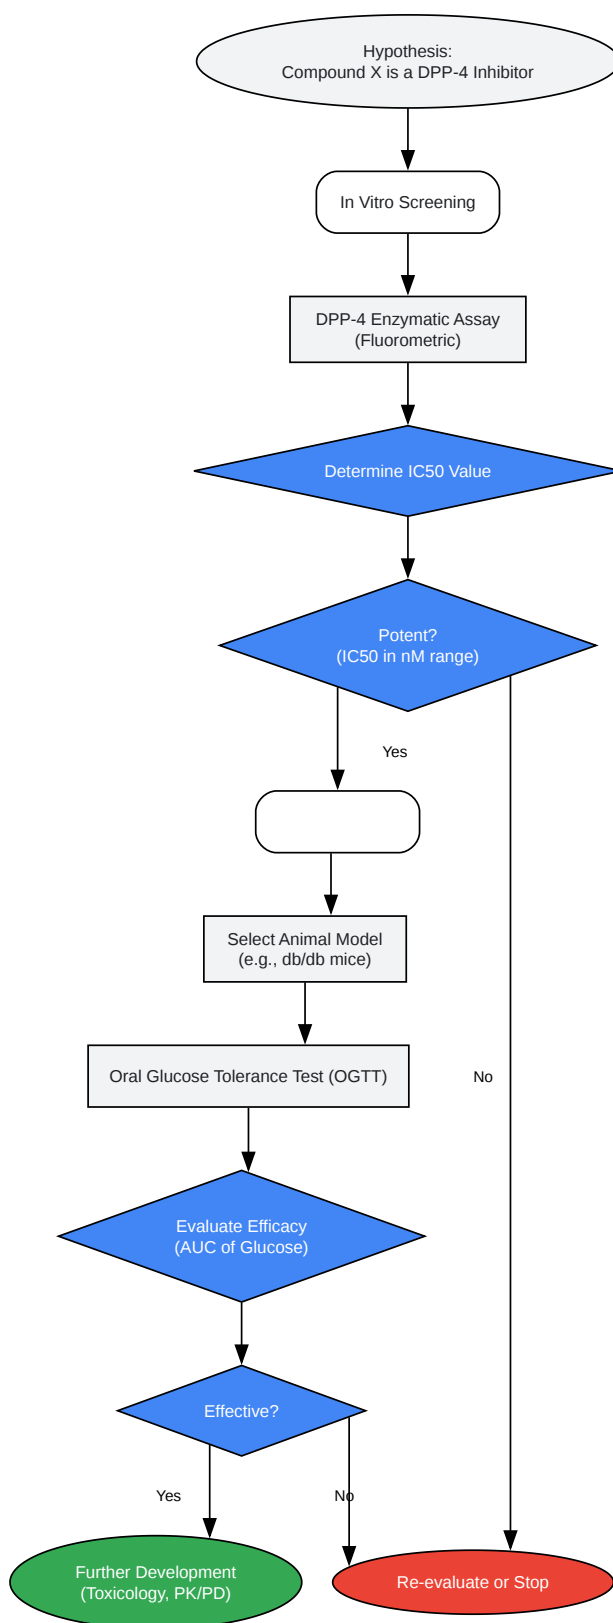 Hypothesis:
Compound X is a DPP-4 Inhibitor
In Vitro Screening
DPP-4 Enzymatic Assay
(Fluorometric)
Determine IC50 Value
Potent?
(IC50 in nM range)
Yes
Select Animal Model
(e.g., db/db mice)
Oral Glucose Tolerance Test (OGTT)
No
Evaluate Efficacy
(AUC of Glucose)
Effective?
Yes
No
Further Development
(Toxicology, PK/PD)
Re-evaluate or Stop